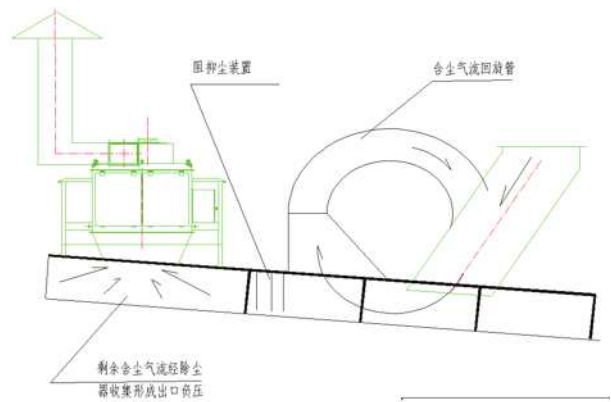 阻抑尘装置
含尘气流回旋管
剩余含尘气流经除尘
器收集形成出口负压